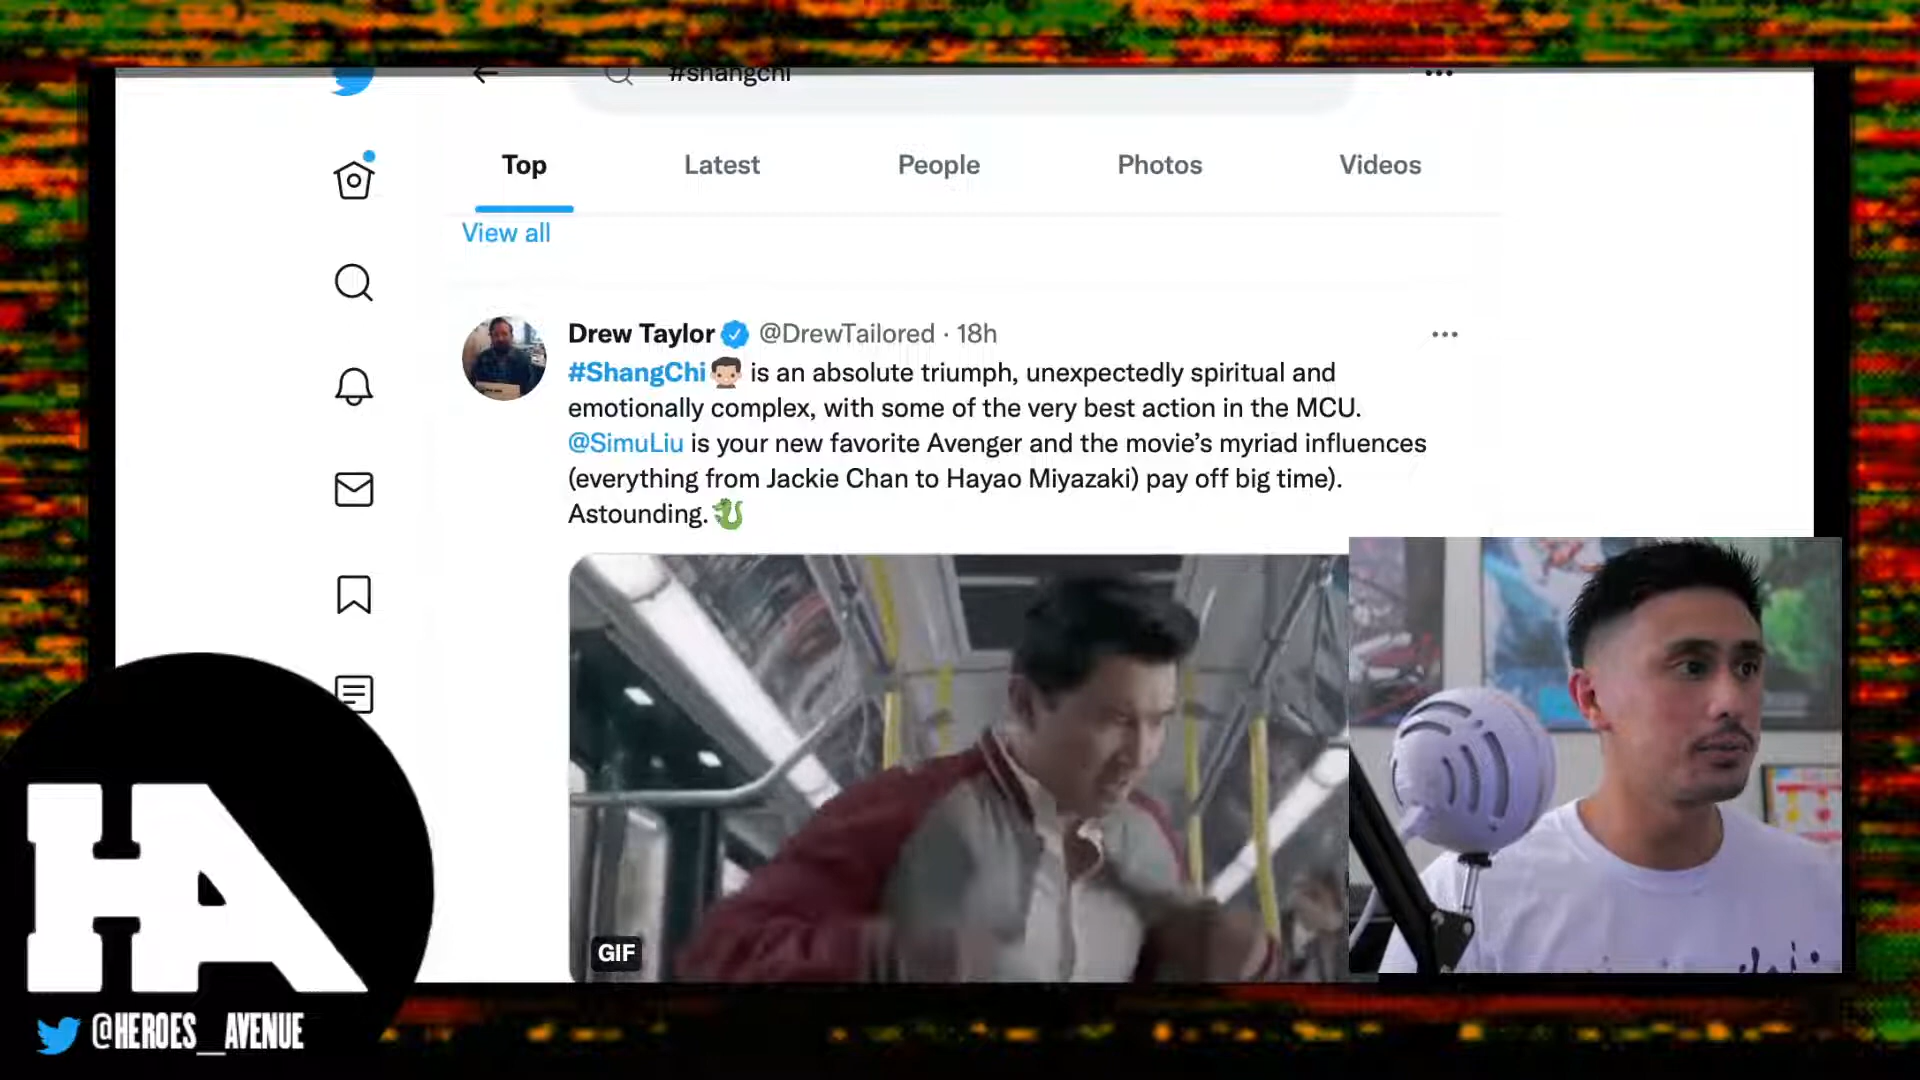 #shangchi
Top
Latest
People
Photos
Videos
View all
Drew Taylor @DrewTailored · 18h
#ShangChi is an absolute triumph, unexpectedly spiritual and
emotionally complex, with some of the very best action in the MCU.
@SimuLiu is your new favorite Avenger and the movie's myriad influences
(everything from Jackie Chan to Hayao Miyazaki) pay off big time).
Astounding.
GIF
HA
@HEROES__AVENUE